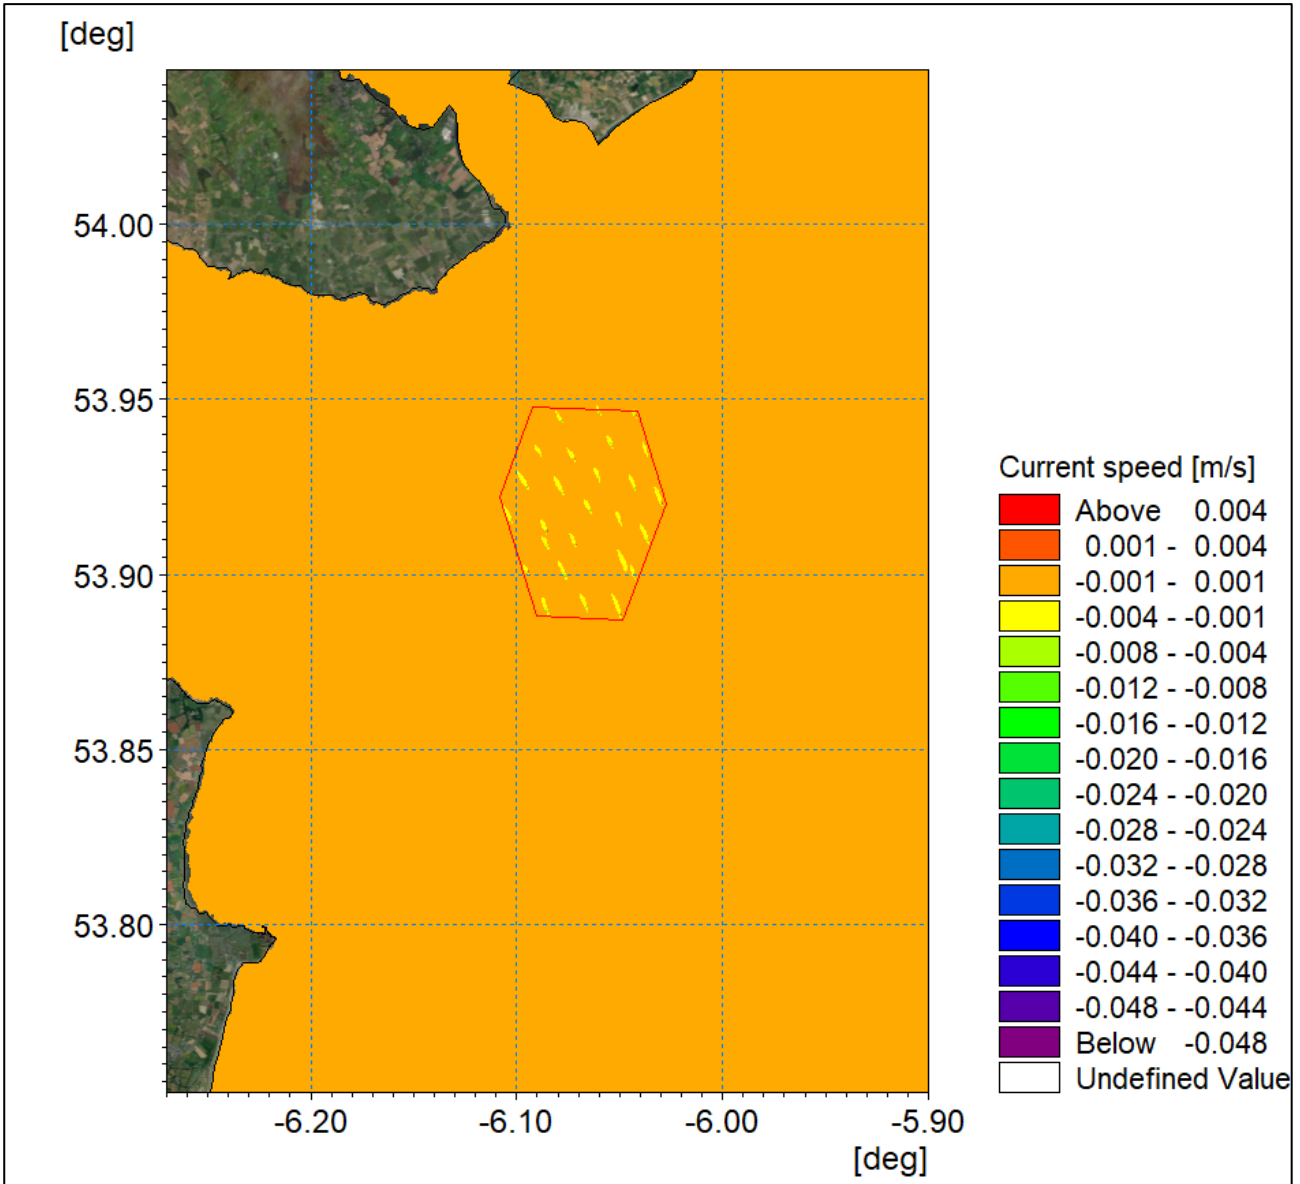 [deg]
54.00
53.95
53.90
53.85
53.80
-6.20 -6.10 -6.00 -5.90
[deg]
Current speed [m/s]
Above 0.004
0.001 - 0.004
-0.001 - 0.001
-0.004 - -0.001
-0.008 - -0.004
-0.012 - -0.008
-0.016 - -0.012
-0.020 - -0.016
-0.024 - -0.020
-0.028 - -0.024
-0.032 - -0.028
-0.036 - -0.032
-0.040 - -0.036
-0.044 - -0.040
-0.048 - -0.044
Below -0.048
Undefined Value